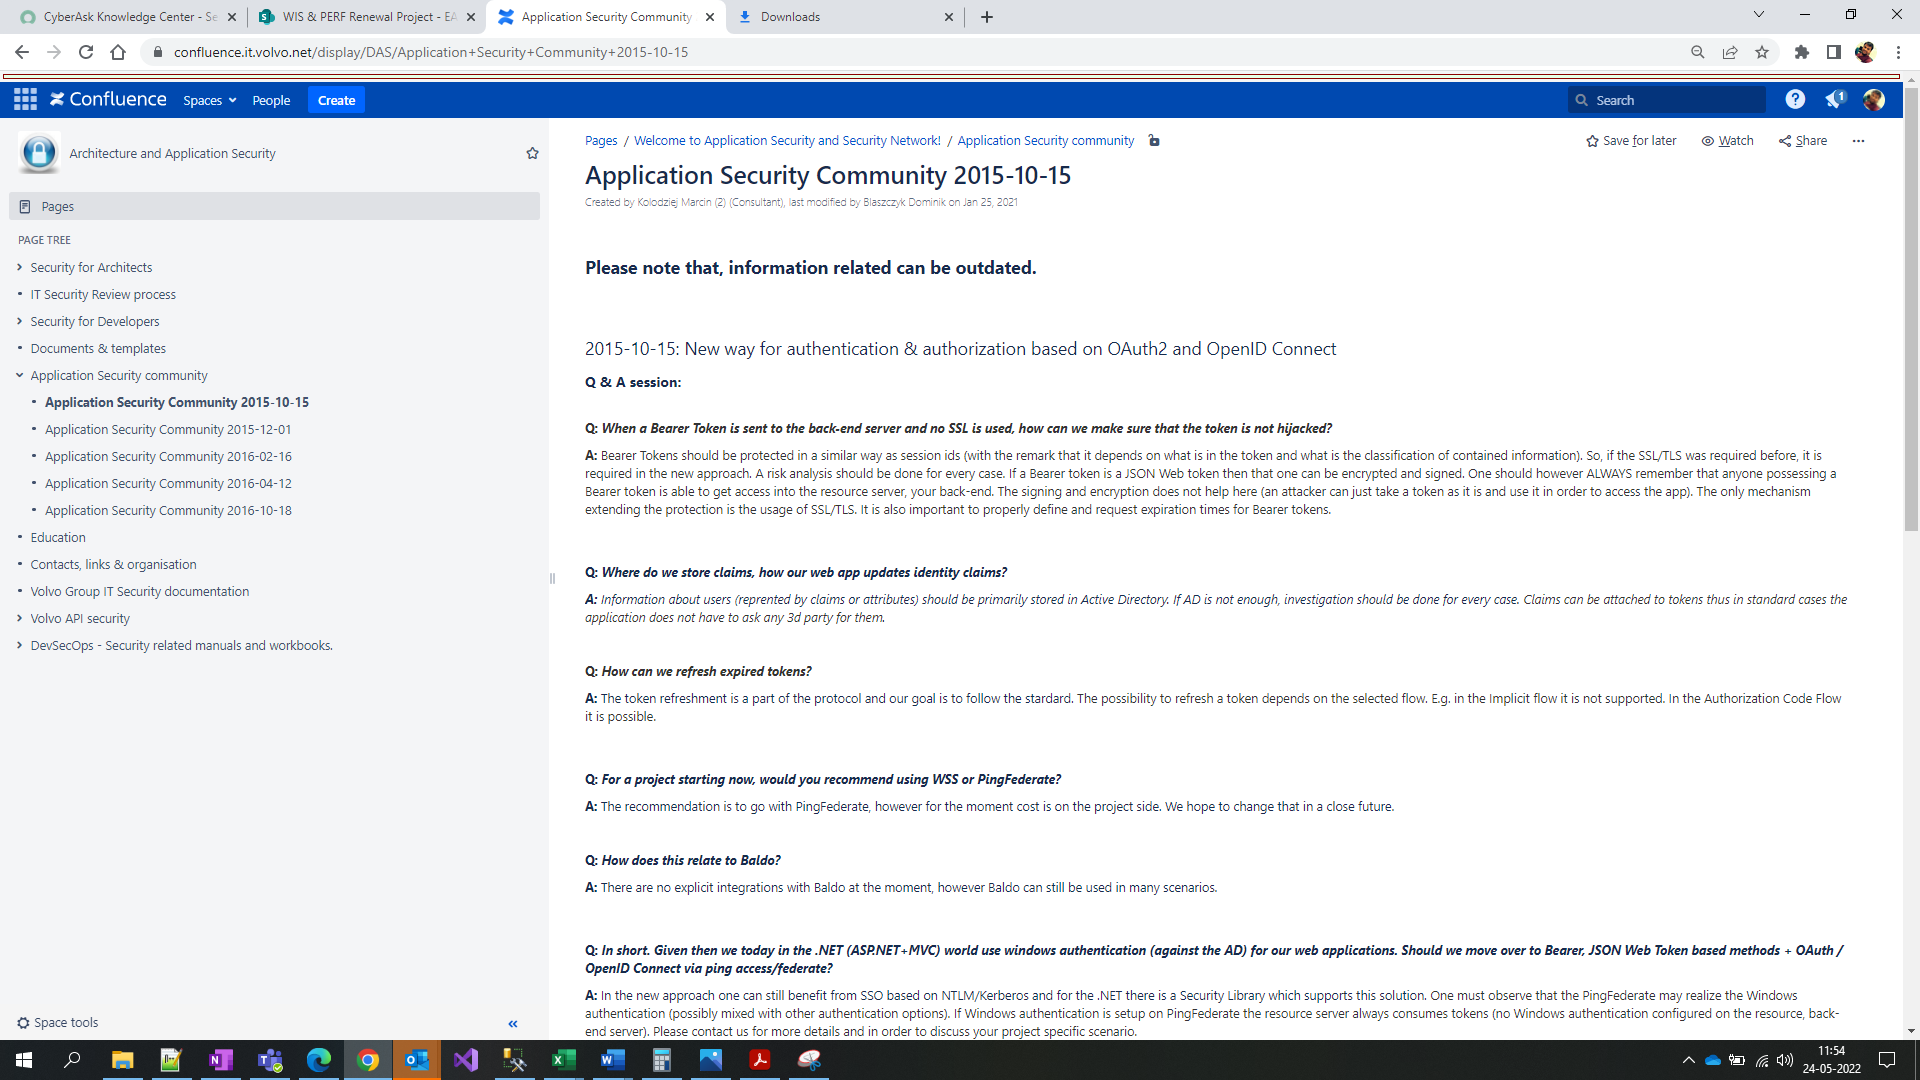 CyberAsk Knowledge Center - Se
WIS & PERF Renewal Project - EA
Application Security Community
Downloads
confluence.it.volvo.net/display/DAS/Application+Security+Community+2015-10-15
Confluence
Spaces
People
Create
Search
1
Architecture and Application Security
Pages
PAGE TREE
Security for Architects
IT Security Review process
Security for Developers
Documents & templates
Application Security community
Application Security Community 2015-10-15
Application Security Community 2015-12-01
Application Security Community 2016-02-16
Application Security Community 2016-04-12
Application Security Community 2016-10-18
Education
Contacts, links & organisation
Volvo Group IT Security documentation
Volvo API security
DevSecOps - Security related manuals and workbooks.
Space tools
Pages / Welcome to Application Security and Security Network! / Application Security community
Save for later
Watch
Share
Application Security Community 2015-10-15
Created by Kolodziej Marcin (2) (Consultant), last modified by Blaszczyk Dominik on Jan 25, 2021
Please note that, information related can be outdated.
2015-10-15: New way for authentication & authorization based on OAuth2 and OpenID Connect
Q & A session:
Q: When a Bearer Token is sent to the back-end server and no SSL is used, how can we make sure that the token is not hijacked?
A: Bearer Tokens should be protected in a similar way as session ids (with the remark that it depends on what is in the token and what is the classification of contained information). So, if the SSL/TLS was required before, it is
required in the new approach. A risk analysis should be done for every case. If a Bearer token is a JSON Web token then that one can be encrypted and signed. One should however ALWAYS remember that anyone possessing a
Bearer token is able to get access into the resource server, your back-end. The signing and encryption does not help here (an attacker can just take a token as it is and use it in order to access the app). The only mechanism
extending the protection is the usage of SSL/TLS. It is also important to properly define and request expiration times for Bearer tokens.
Q: Where do we store claims, how our web app updates identity claims?
A: Information about users (reprented by claims or attributes) should be primarily stored in Active Directory. If AD is not enough, investigation should be done for every case. Claims can be attached to tokens thus in standard cases the
application does not have to ask any 3d party for them.
Q: How can we refresh expired tokens?
A: The token refreshment is a part of the protocol and our goal is to follow the stardard. The possibility to refresh a token depends on the selected flow. E.g. in the Implicit flow it is not supported. In the Authorization Code Flow
it is possible.
Q: For a project starting now, would you recommend using WSS or PingFederate?
A: The recommendation is to go with PingFederate, however for the moment cost is on the project side. We hope to change that in a close future.
Q: How does this relate to Baldo?
A: There are no explicit integrations with Baldo at the moment, however Baldo can still be used in many scenarios.
Q: In short. Given then we today in the .NET (ASP.NET+MVC) world use windows authentication (against the AD) for our web applications. Should we move over to Bearer, JSON Web Token based methods + OAuth /
OpenID Connect via ping access/federate?
A: In the new approach one can still benefit from SSO based on NTLM/Kerberos and for the .NET there is a Security Library which supports this solution. One must observe that the PingFederate may realize the Windows
authentication (possibly mixed with other authentication options). If Windows authentication is setup on PingFederate the resource server always consumes tokens (no Windows authentication configured on the resource, back-
end server). Please contact us for more details and in order to discuss your project specific scenario.
11:54
24-05-2022